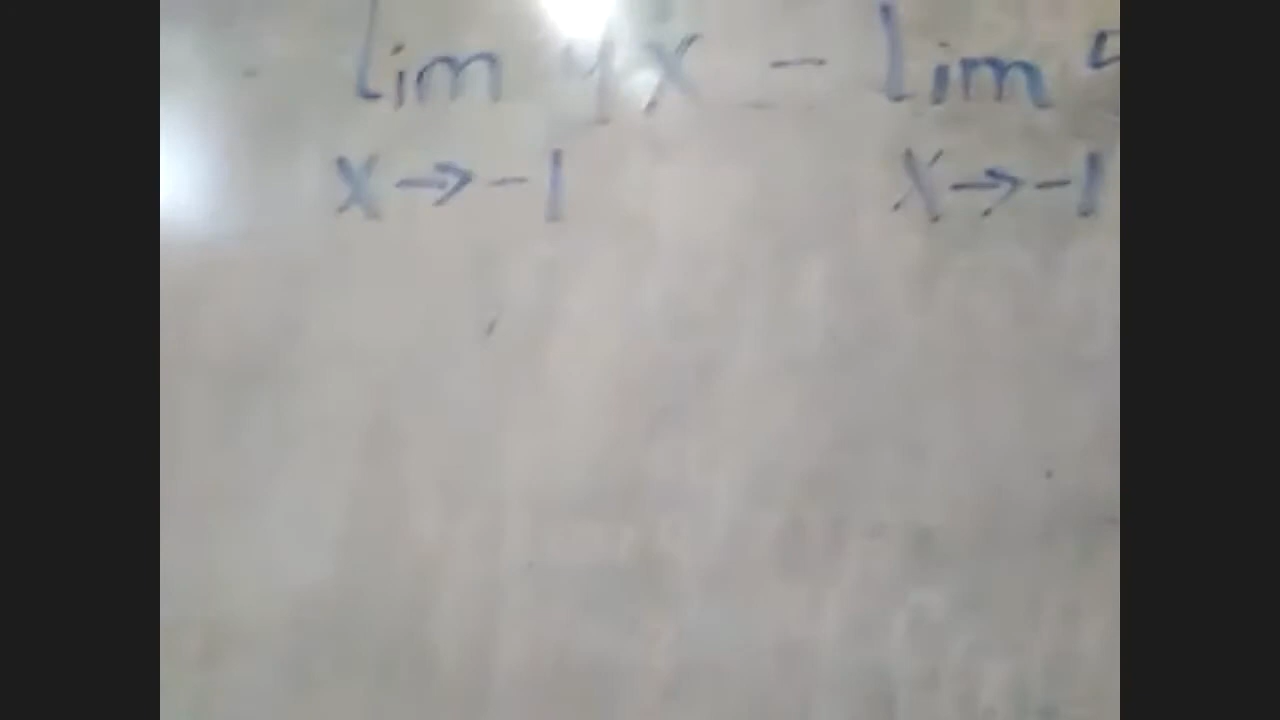 lim 4x - lim
x → -1 x → -1